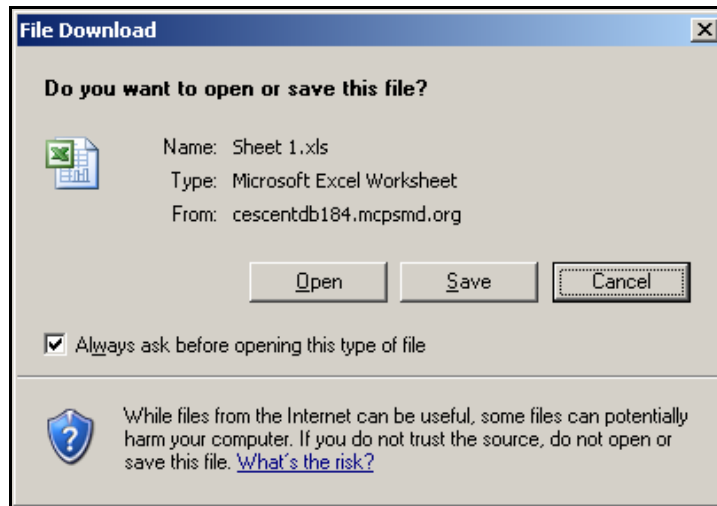 File Download
Do you want to open or save this file?
Name: Sheet 1.xls
Type: Microsoft Excel Worksheet
From: cescentdb184.mcpsmd.org
Open Save Cancel
Always ask before opening this type of file
While files from the Internet can be useful, some files can potentially
harm your computer. If you do not trust the source, do not open or
save this file. What's the risk?